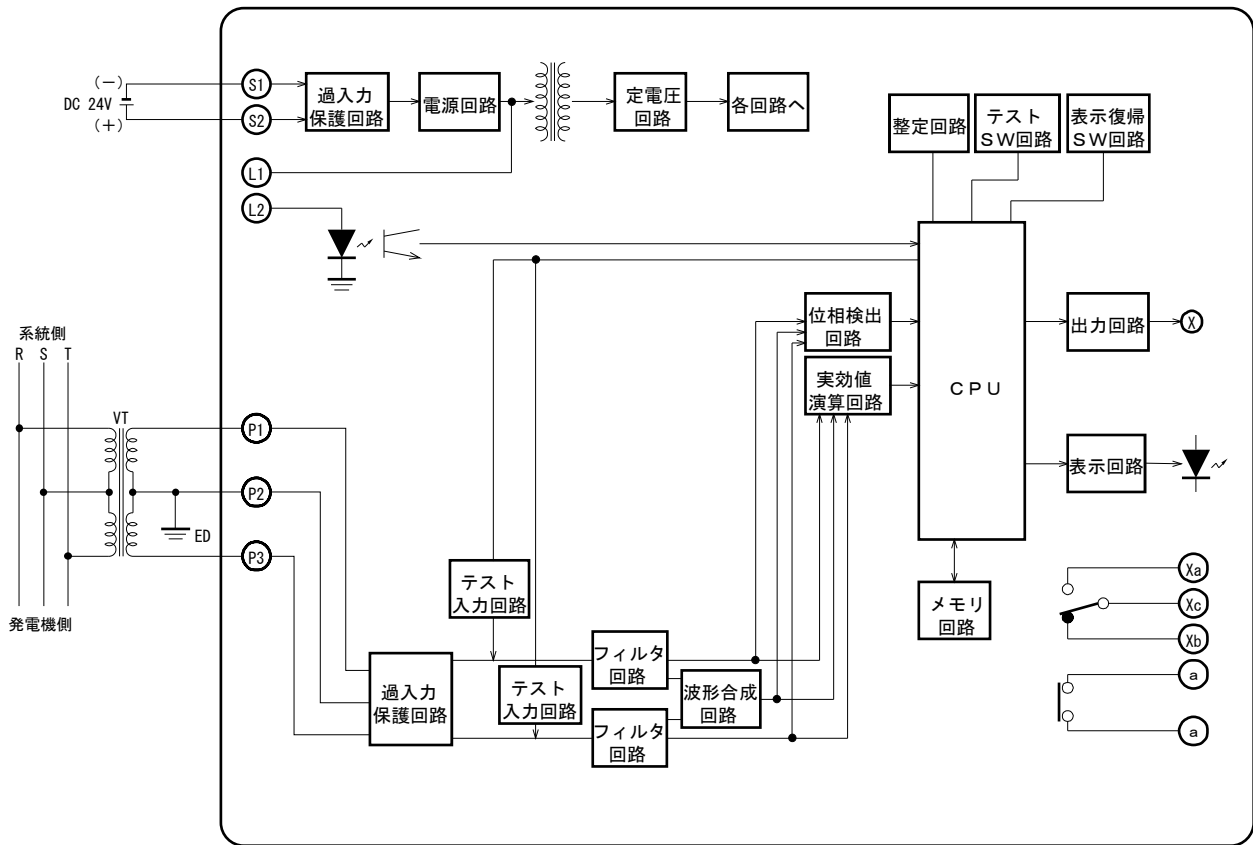 (−)
DC 24V
(+)
S1
S2
L1
L2
過入力
保護回路
電源回路
定電圧
回路
各回路へ
整定回路
テスト
SW回路
表示復帰
SW回路
位相検出
回路
実効値
演算回路
CPU
出力回路
X
表示回路
メモリ
回路
系統側
R S T
VT
P1
P2
ED
P3
発電機側
テスト
入力回路
過入力
保護回路
テスト
入力回路
フィルタ
回路
波形合成
回路
フィルタ
回路
Xa
Xc
Xb
a
a